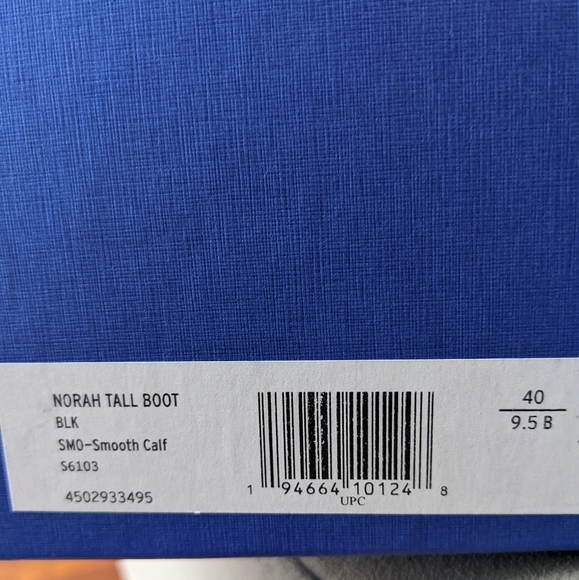 NORAH TALL BOOT
BLK
SMO-Smooth Calf
S6103
4502933495
1 94664 10124 8
UPC
40
9.5 B